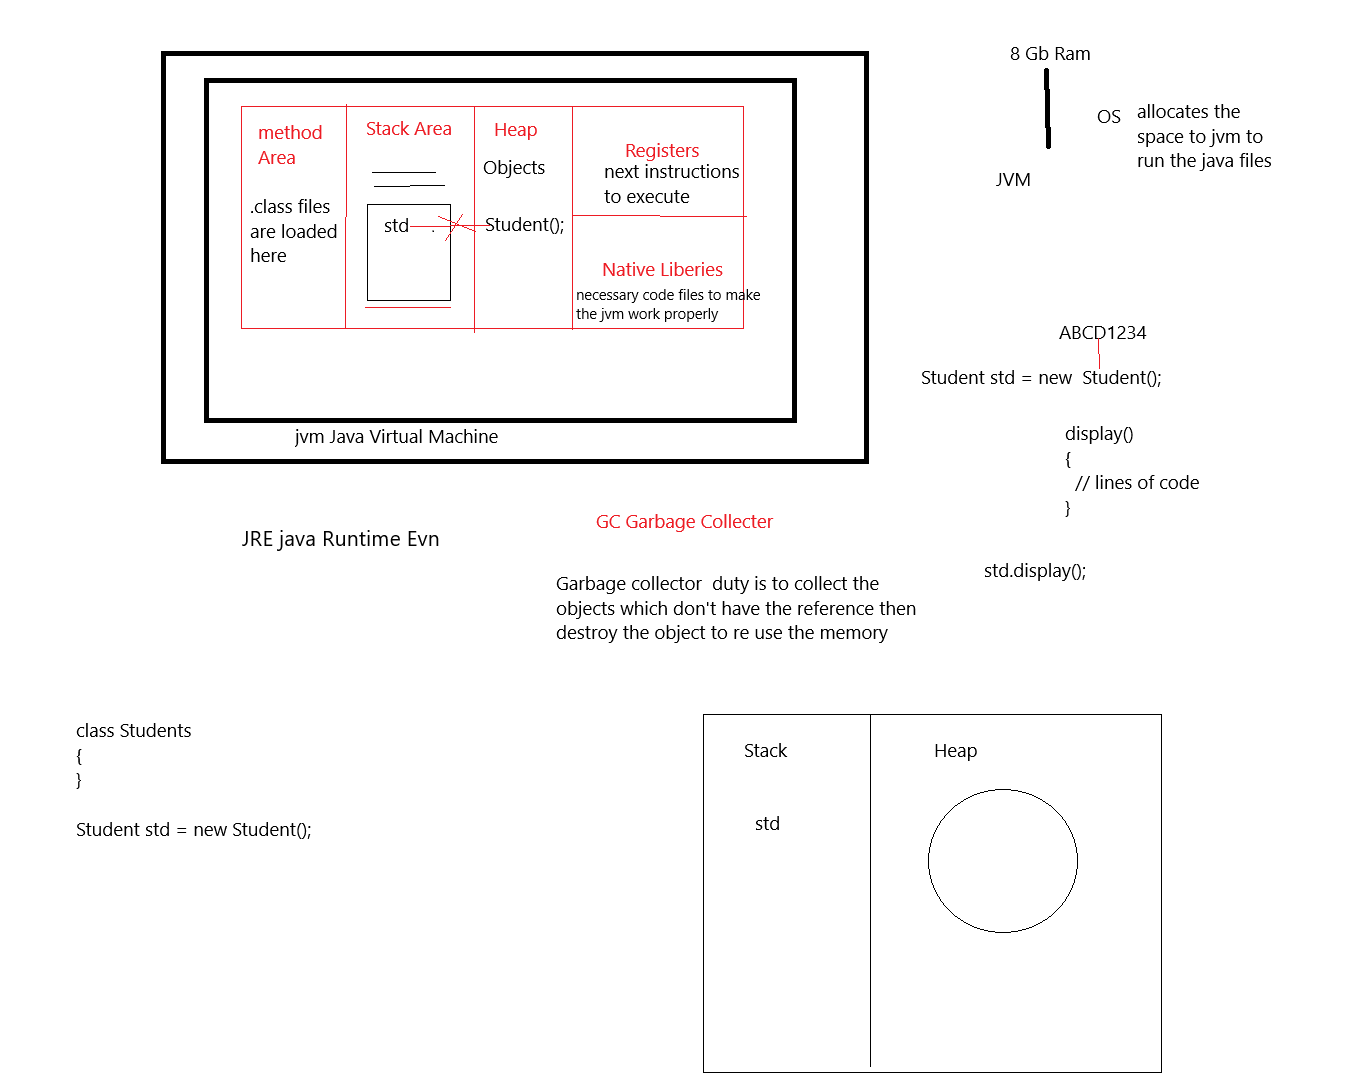 8 Gb Ram
OS
allocates the
space to jvm to
run the java files
JVM
method
Area
.class files
are loaded
here
Stack Area
std
Heap
Objects
Student();
Registers
next instructions
to execute
Native Liberies
necessary code files to make
the jvm work properly
jvm Java Virtual Machine
JRE java Runtime Evn
ABCD1234
Student std = new  Student();
display()
{
// lines of code
}
std.display();
GC Garbage Collecter
Garbage collector  duty is to collect the
objects which don't have the reference then
destroy the object to re use the memory
class Students
{
}
Student std = new Student();
Stack
Heap
std